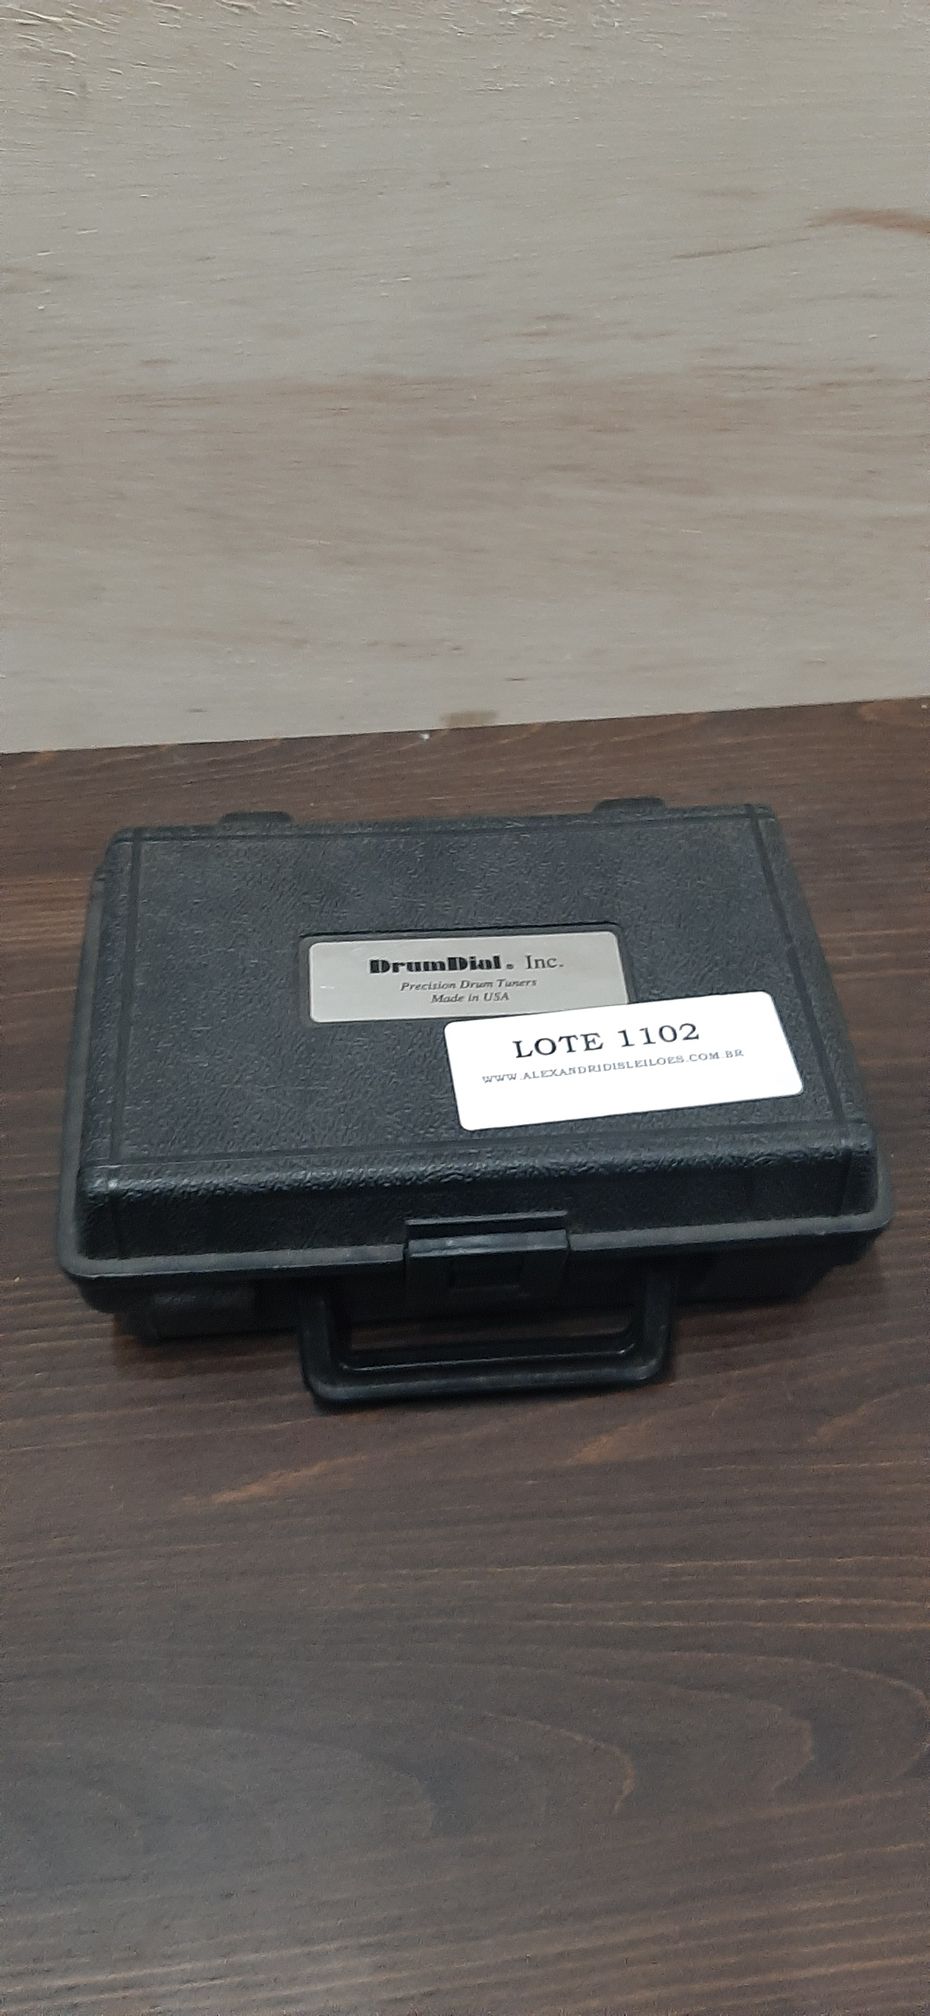 DrumDial® Inc.
Precision Drum Tuners
Made in USA
LOTE 1102
WWW.ALEXANDRIDISLEILOES.COM.BR